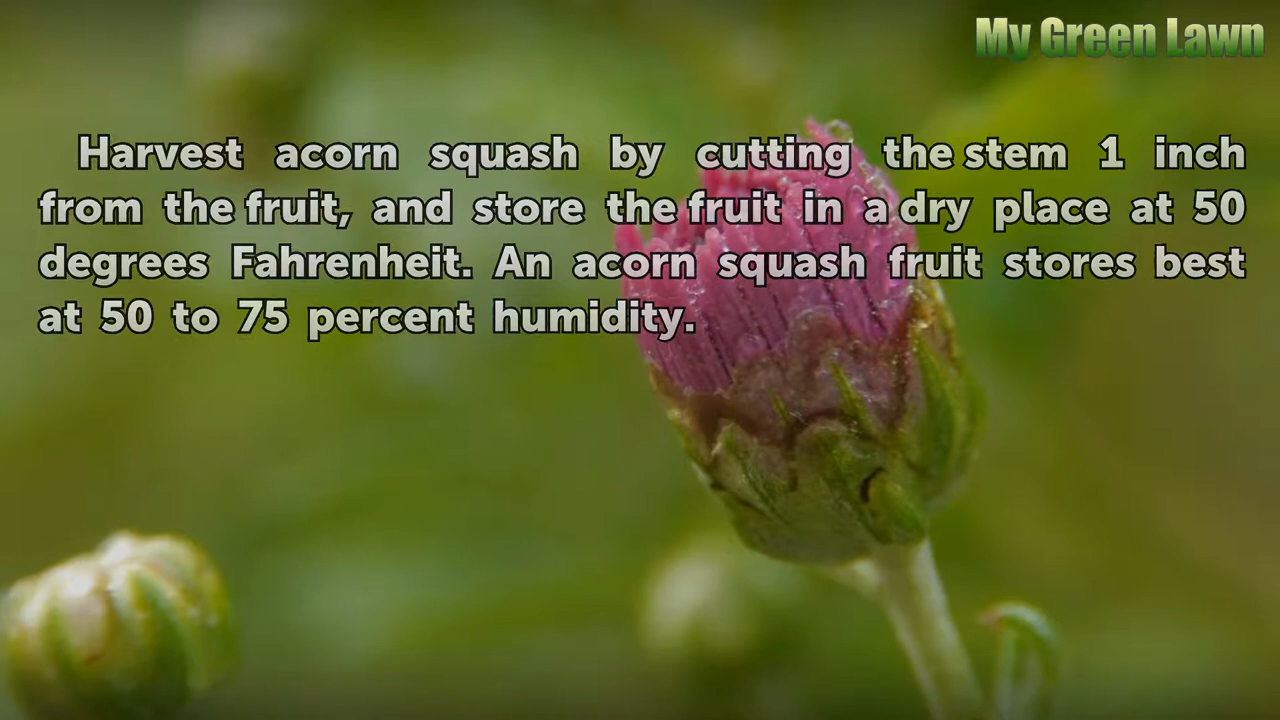 My Green Lawn
Harvest acorn squash by cutting the stem 1 inch
from the fruit, and store the fruit in a dry place at 50
degrees Fahrenheit. An acorn squash fruit stores best
at 50 to 75 percent humidity.